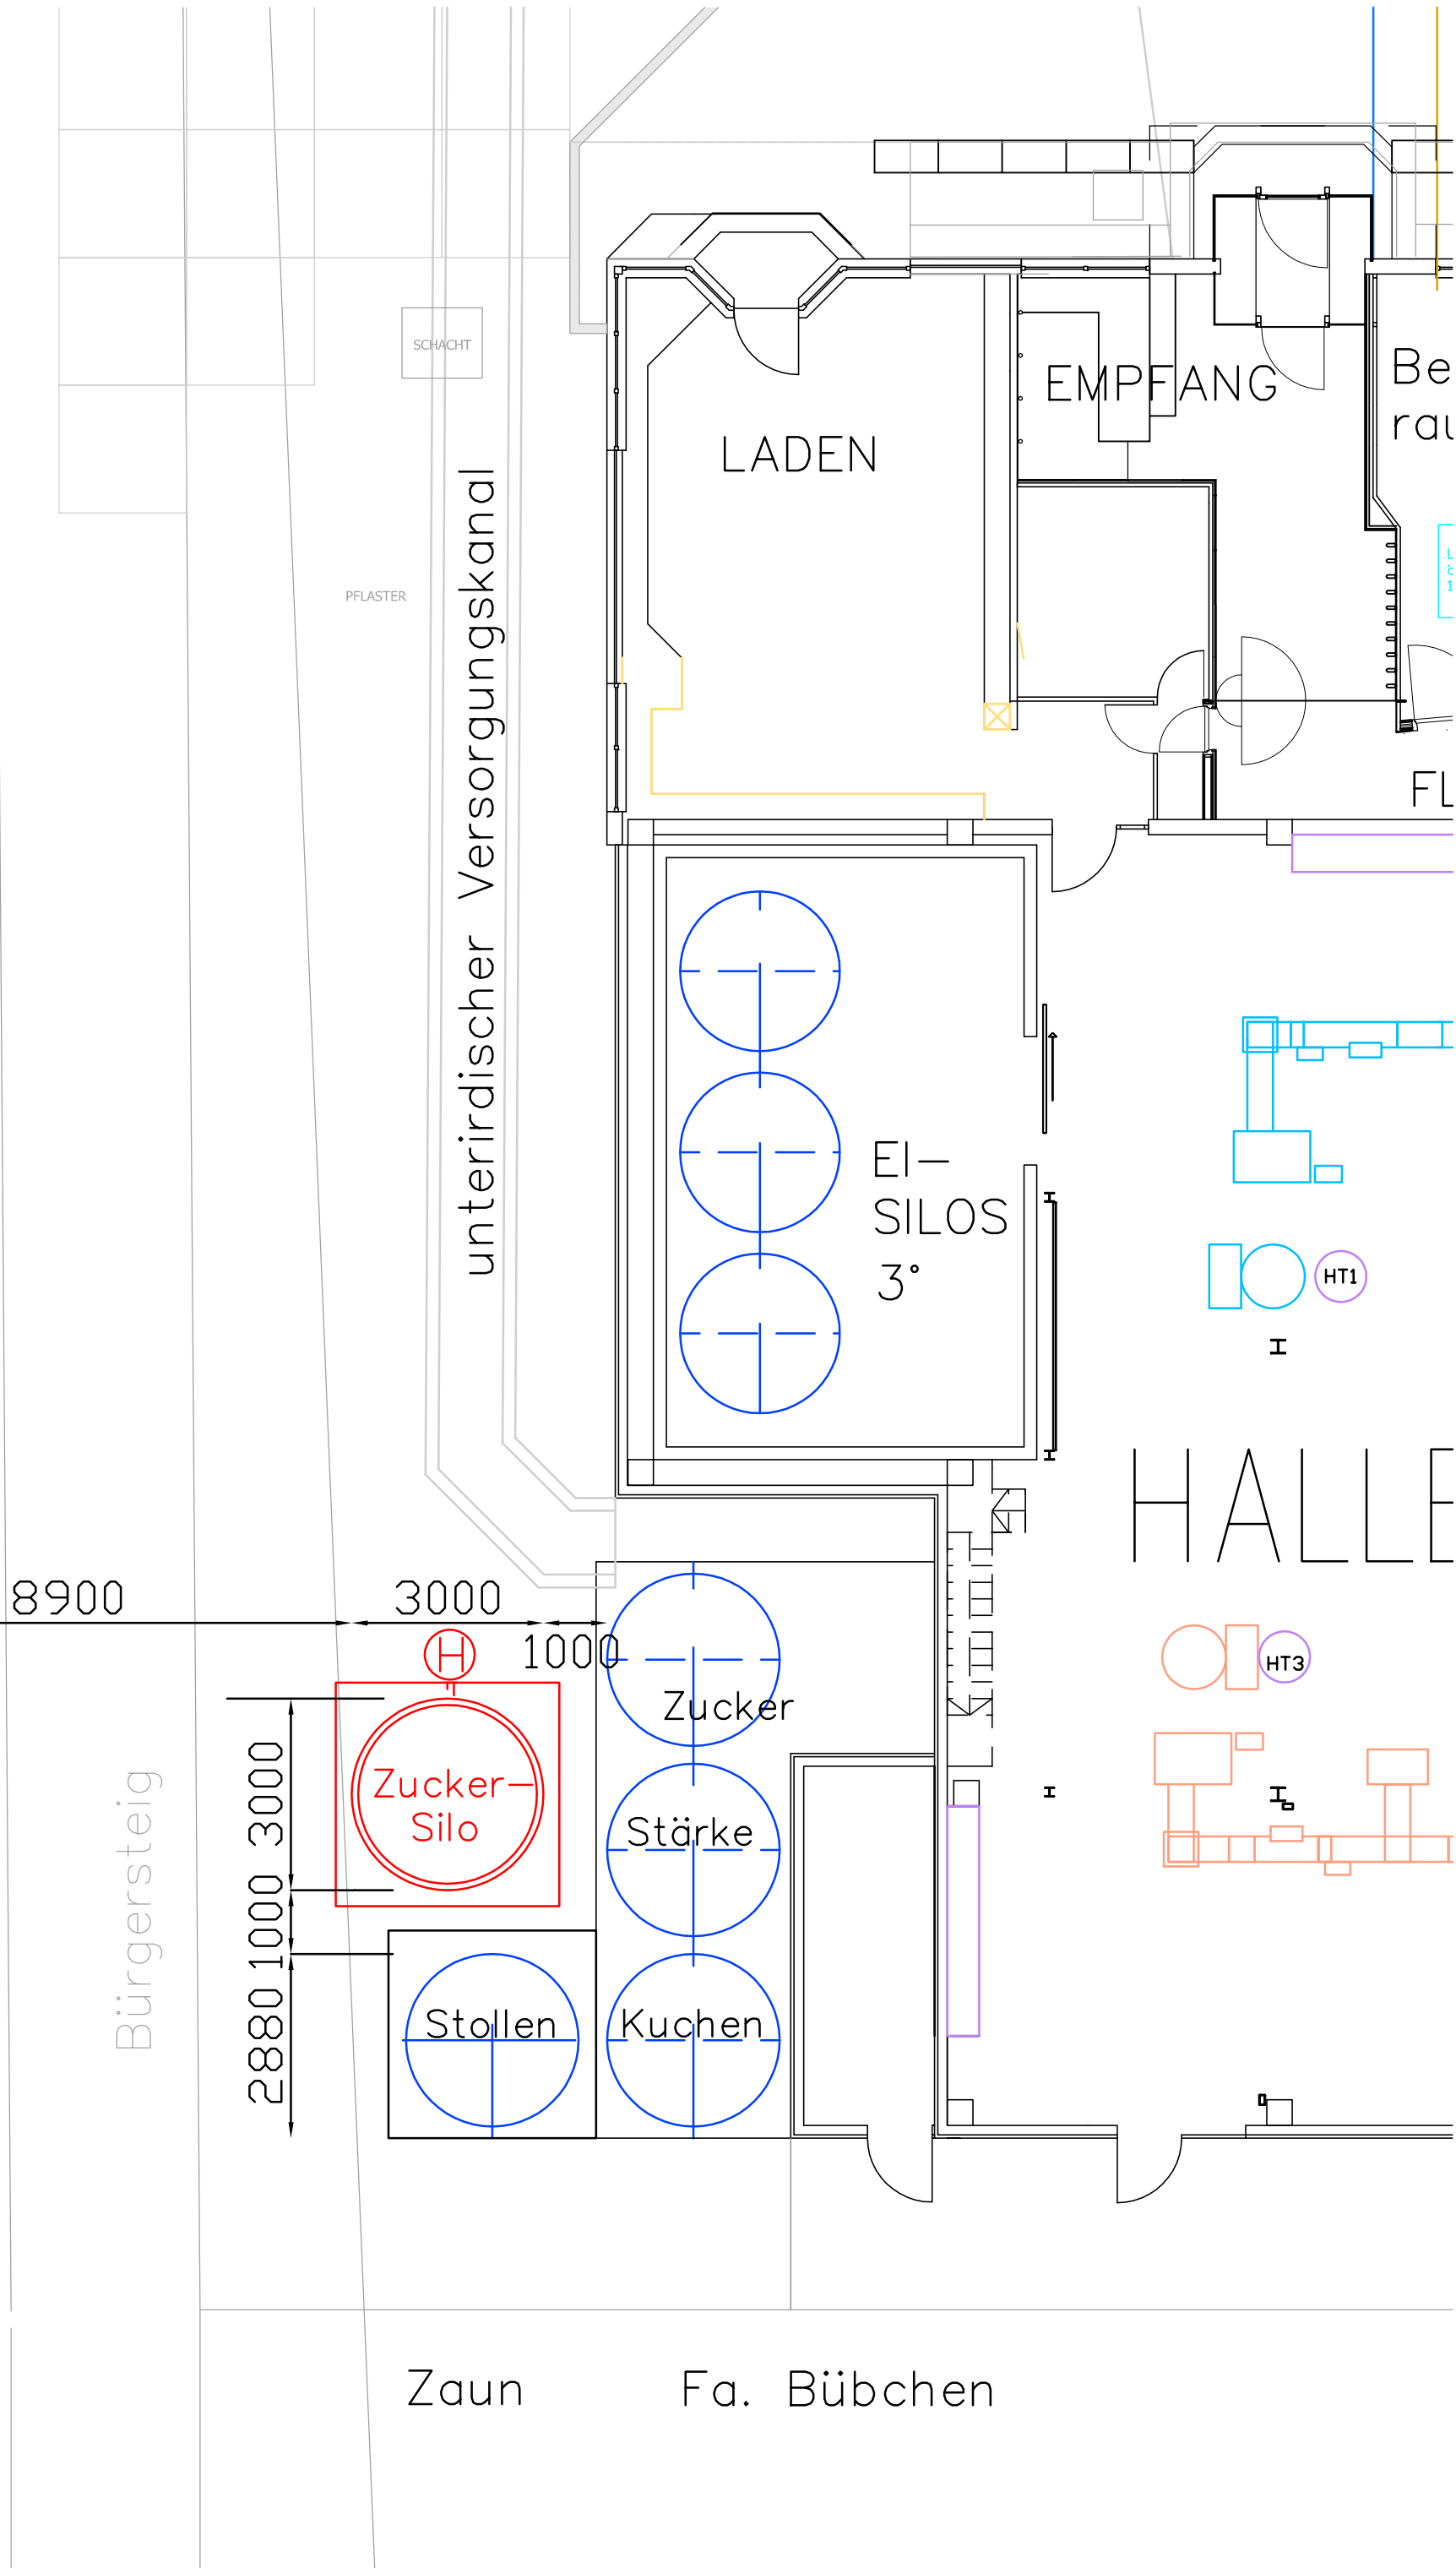 SCHACHT
EMPFANG
Be
rau
LADEN
PFLASTER
unterirdischer Versorgungskanal
FL
EI-
SILOS
3°
HT1
HALLE
8900
3000
1000
H
Zucker
HT3
Zucker-
Silo
3000
Stärke
Bürgersteig
1000
Stollen
Kuchen
2880
Zaun
Fa. Bübchen